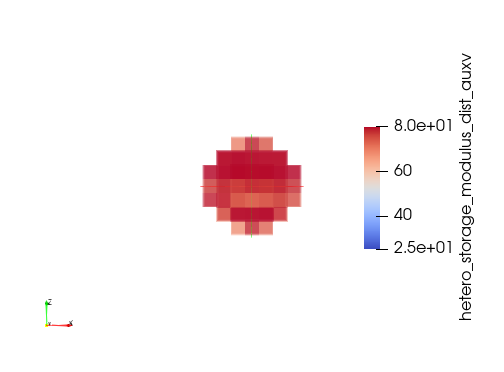 8.0e+01
60
40
2.5e+01
hetero_storage_modulus_dist_auxv
Z
Y
X